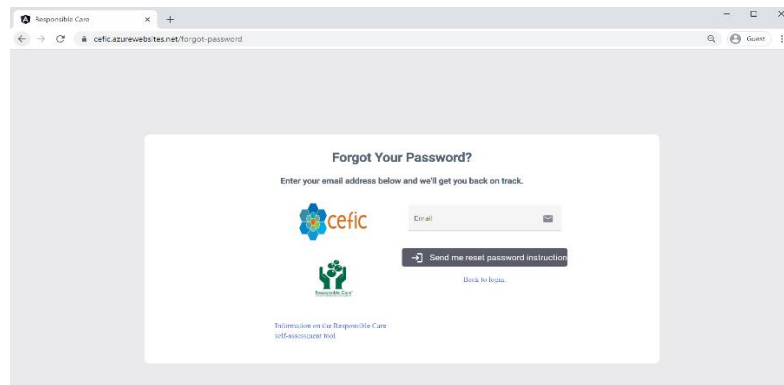 Responsible Care
cefic.azurewebsites.net/forgot-password
Guest
Forgot Your Password?
Enter your email address below and we'll get you back on track.
cefic
Email
Send me reset password instruction
Responsible Care
Back to login.
Information on the Responsible Care
self-assessment tool